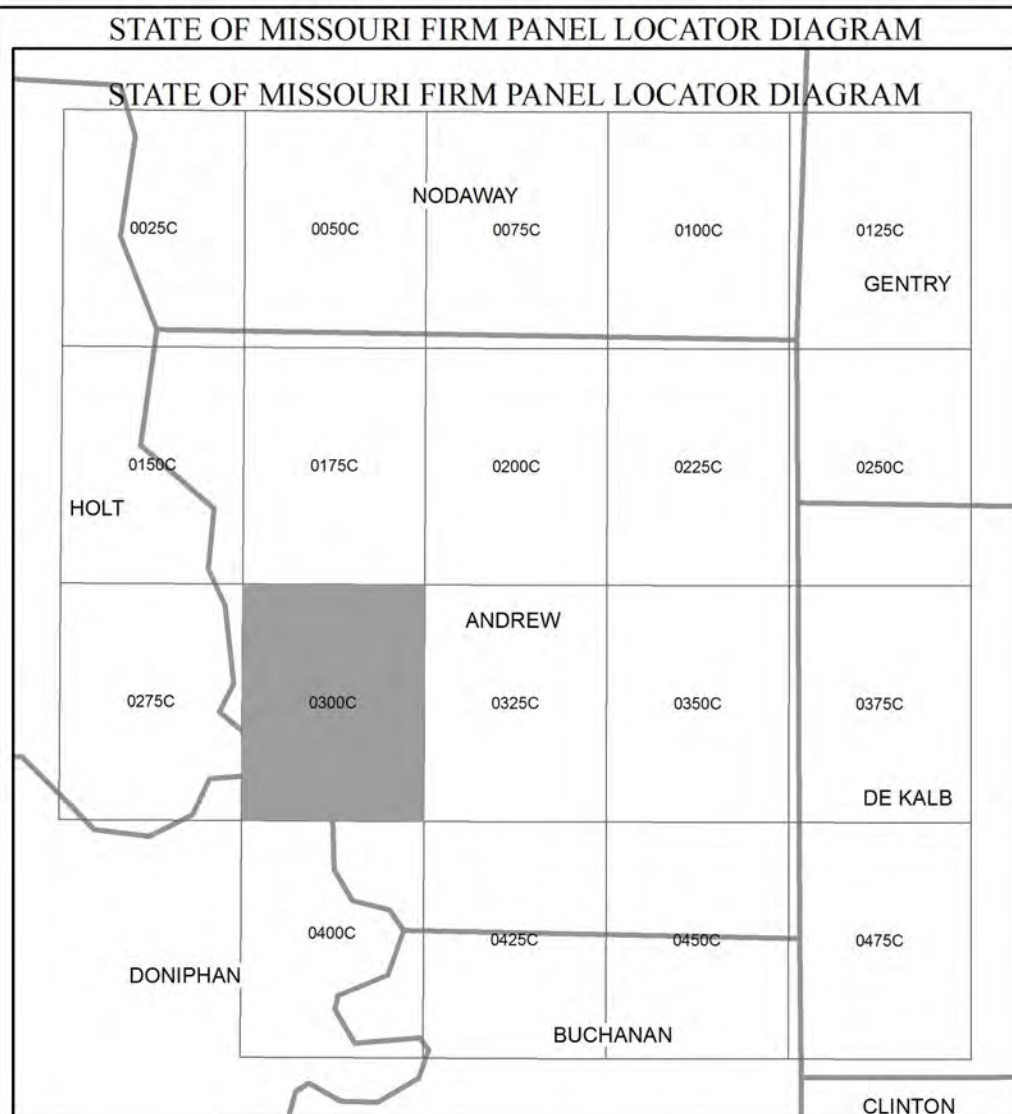 STATE OF MISSOURI FIRM PANEL LOCATOR DIAGRAM
STATE OF MISSOURI FIRM PANEL LOCATOR DIAGRAM
NODAWAY
0025C 0050C 0075C 0100C 0125C
GENTRY
0150C 0175C 0200C 0225C 0250C
HOLT
ANDREW
0275C 0300C 0325C 0350C 0375C
DE KALB
0400C 0425C 0450C 0475C
DONIPHAN
BUCHANAN
CLINTON